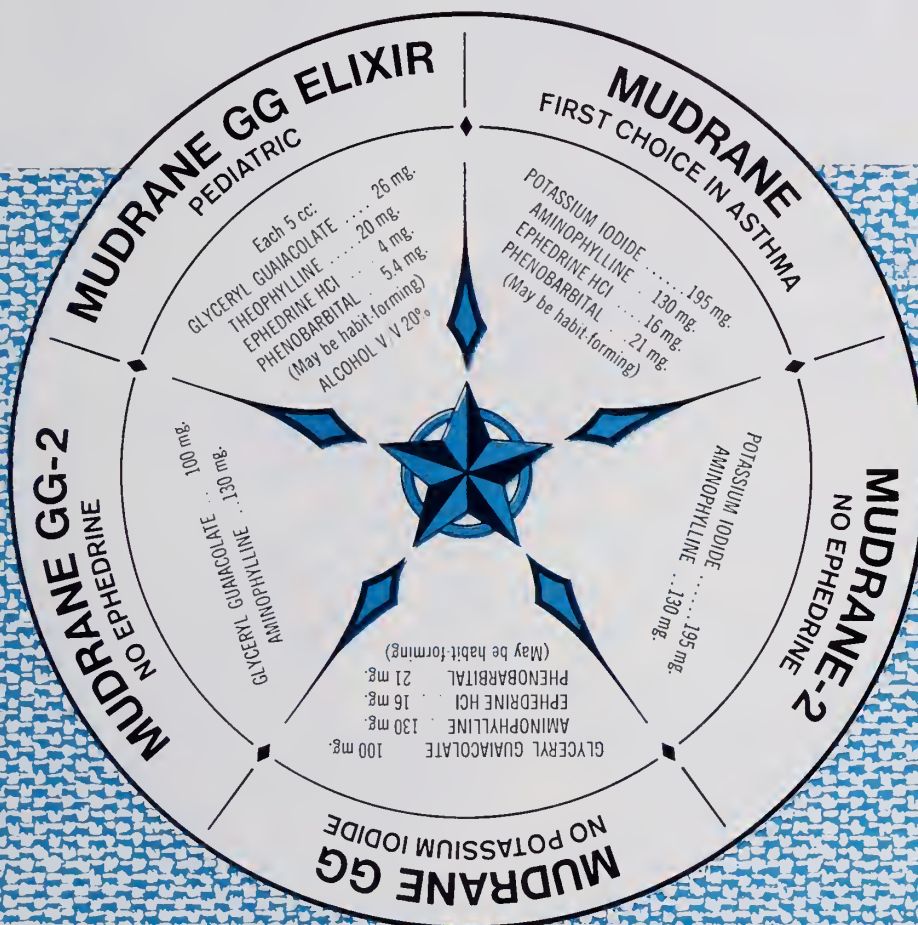 MUDRANE GG ELIXIR
PEDIATRIC
Each 5 cc:
GLYCERYL GUAIACOLATE .... 26 mg.
THEOPHYLLINE .... 20 mg.
EPHEDRINE HCl ... 4 mg.
PHENOBARBITAL .. 5.4 mg.
(May be habit-forming)
ALCOHOL V/V 20%
MUDRANE
FIRST CHOICE IN ASTHMA
POTASSIUM IODIDE ...... 195 mg.
AMINOPHYLLINE .... 130 mg.
EPHEDRINE HCl .... 16 mg.
PHENOBARBITAL .. 21 mg.
(May be habit-forming)
MUDRANE-2
NO EPHEDRINE
POTASSIUM IODIDE ...... 195 mg.
AMINOPHYLLINE .. 130 mg.
MUDRANE GG
NO POTASSIUM IODIDE
GLYCERYL GUAIACOLATE 100 mg.
AMINOPHYLLINE . 130 mg.
EPHEDRINE HCl . . 16 mg.
PHENOBARBITAL 21 mg.
(May be habit-forming)
MUDRANE GG-2
NO EPHEDRINE
GLYCERYL GUAIACOLATE .. 100 mg.
AMINOPHYLLINE . 130 mg.